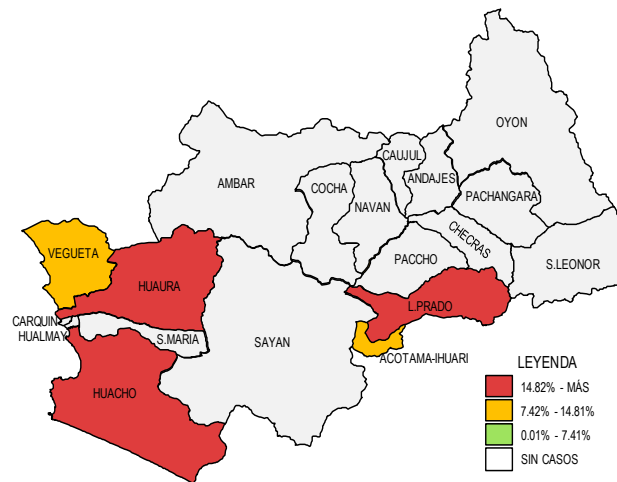 OYON
CAUJUL
ANDAJES
AMBAR
COCHA
NAVAN
PACHANGARA
CHECRAS
VEGUETA
PACCHO
S.LEONOR
HUAURA
L.PRADO
CARQUIN
HUALMAY
S.MARIA
SAYAN
ACOTAMA-IHUARI
HUACHO
LEYENDA
14.82% - MÁS
7.42% - 14.81%
0.01% - 7.41%
SIN CASOS